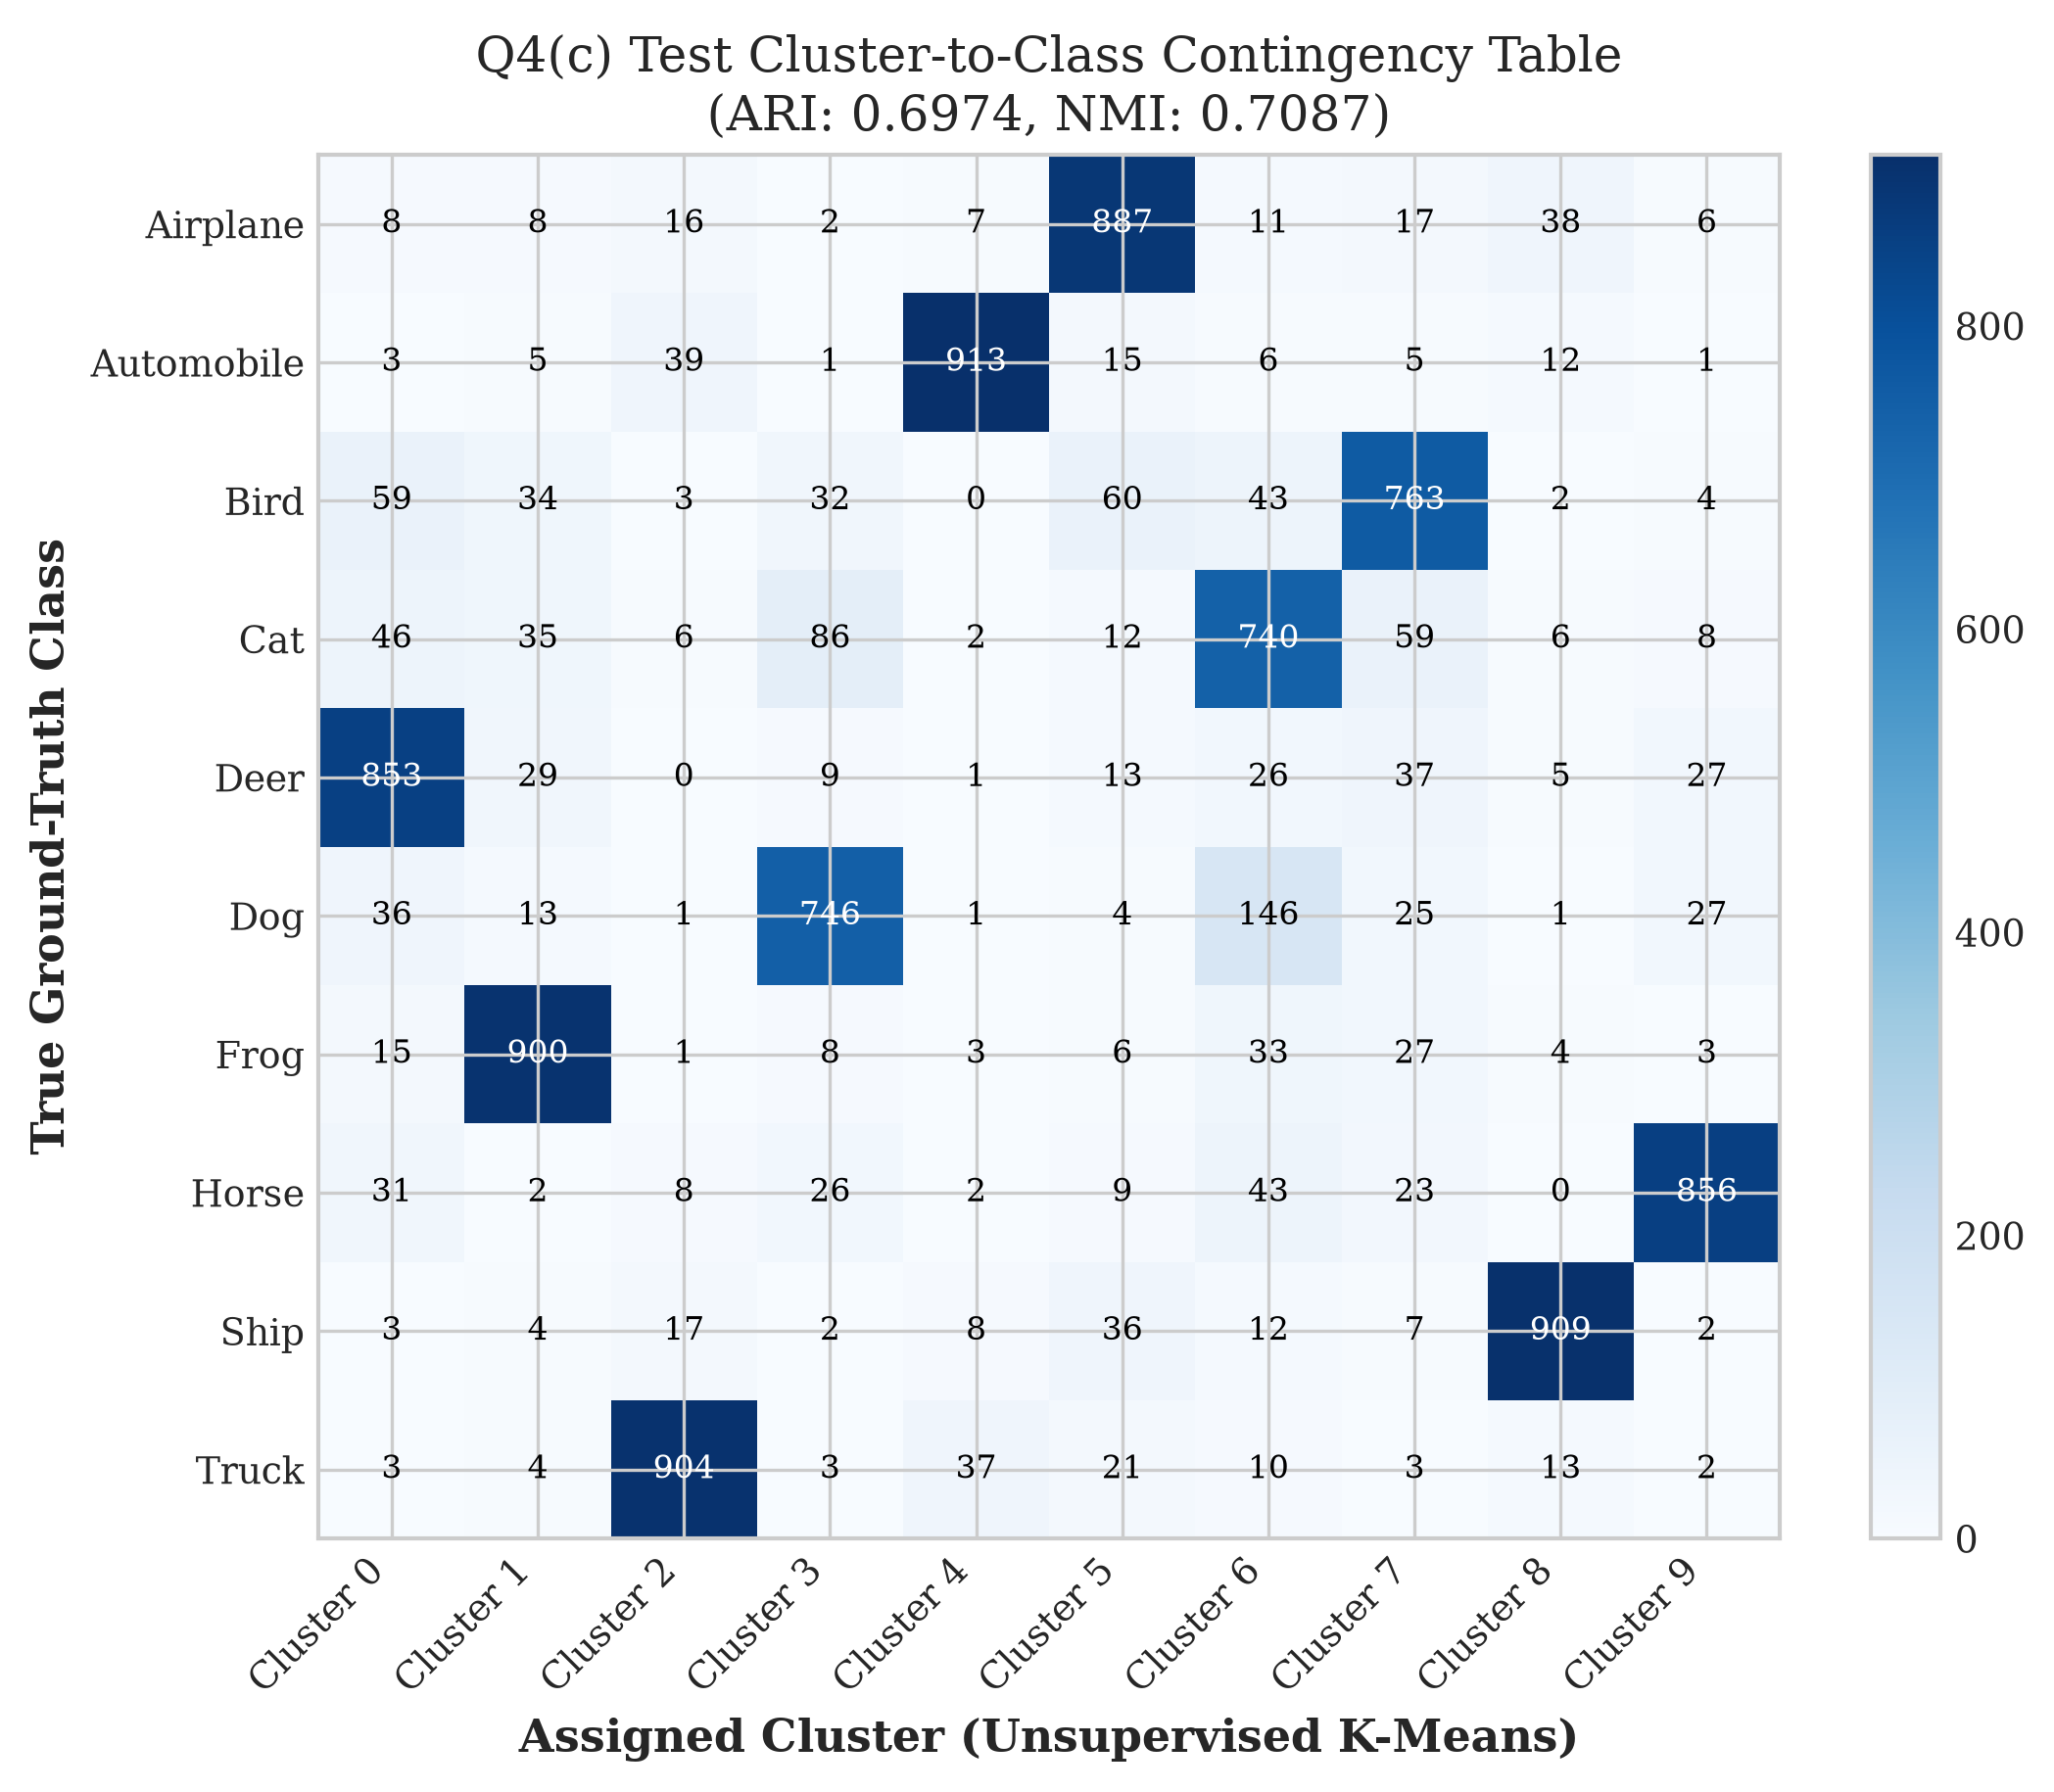 Q4(c) Test Cluster-to-Class Contingency Table
(ARI: 0.6974, NMI: 0.7087)
True Ground-Truth Class
Airplane 8 8 16 2 7 887 11 17 38 6
Automobile 3 5 39 1 913 15 6 5 12 1
Bird 59 34 3 32 0 60 43 763 2 4
Cat 46 35 6 86 2 12 740 59 6 8
Deer 853 29 0 9 1 13 26 37 5 27
Dog 36 13 1 746 1 4 146 25 1 27
Frog 15 900 1 8 3 6 33 27 4 3
Horse 31 2 8 26 2 9 43 23 0 856
Ship 3 4 17 2 8 36 12 7 909 2
Truck 3 4 904 3 37 21 10 3 13 2
Cluster 0 Cluster 1 Cluster 2 Cluster 3 Cluster 4 Cluster 5 Cluster 6 Cluster 7 Cluster 8 Cluster 9
Assigned Cluster (Unsupervised K-Means)
800
600
400
200
0